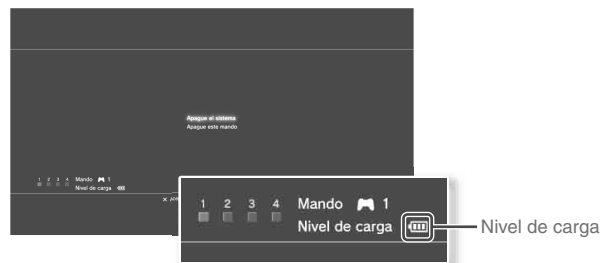 Apague el sistema
Apague este mando
1 2 3 4 Mando 1
Nivel de carga
1 2 3 4 Mando 1
Nivel de carga
Nivel de carga